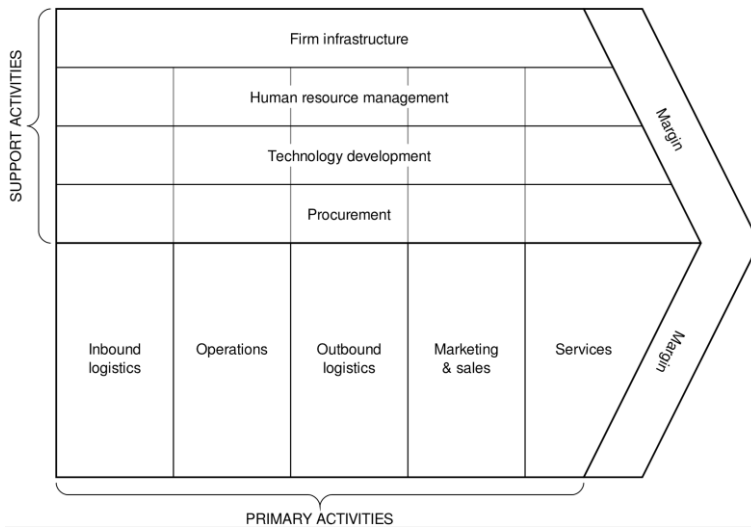 SUPPORT ACTIVITIES
Firm infrastructure
Human resource management
Technology development
Procurement
Margin
Inbound
logistics
Operations
Outbound
logistics
Marketing
& sales
Services
Margin
PRIMARY ACTIVITIES